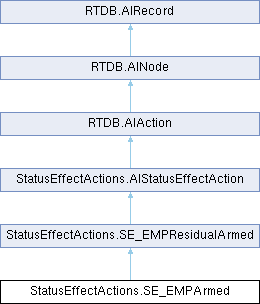 RTDB.AIRecord
RTDB.AINode
RTDB.AIAction
StatusEffectActions.AIStatusEffectAction
StatusEffectActions.SE_EMPResidualArmed
StatusEffectActions.SE_EMPArmed